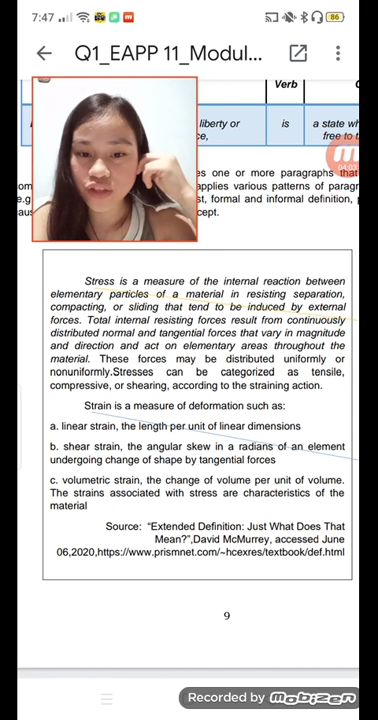 7:47
86
Q1_EAPP 11_Modul...
Verb
liberty or
is
a state wh
ce,
free to t
04:09
es one or more paragraphs that
om
applies various patterns of paragr
e.g
st, formal and informal definition,
aus
cept.
Stress is a measure of the internal reaction between
elementary particles of a material in resisting separation,
compacting, or sliding that tend to be induced by external
forces. Total internal resisting forces result from continuously
distributed normal and tangential forces that vary in magnitude
and direction and act on elementary areas throughout the
material. These forces may be distributed uniformly or
nonuniformly.Stresses can be categorized as tensile,
compressive, or shearing, according to the straining action.
Strain is a measure of deformation such as:
a. linear strain, the length per unit of linear dimensions
b. shear strain, the angular skew in a radians of an element
undergoing change of shape by tangential forces
c. volumetric strain, the change of volume per unit of volume.
The strains associated with stress are characteristics of the
material
Source: “Extended Definition: Just What Does That
Mean?”,David McMurrey, accessed June
06,2020,https://www.prismnet.com/~hcexres/textbook/def.html
9
Recorded by mobizen